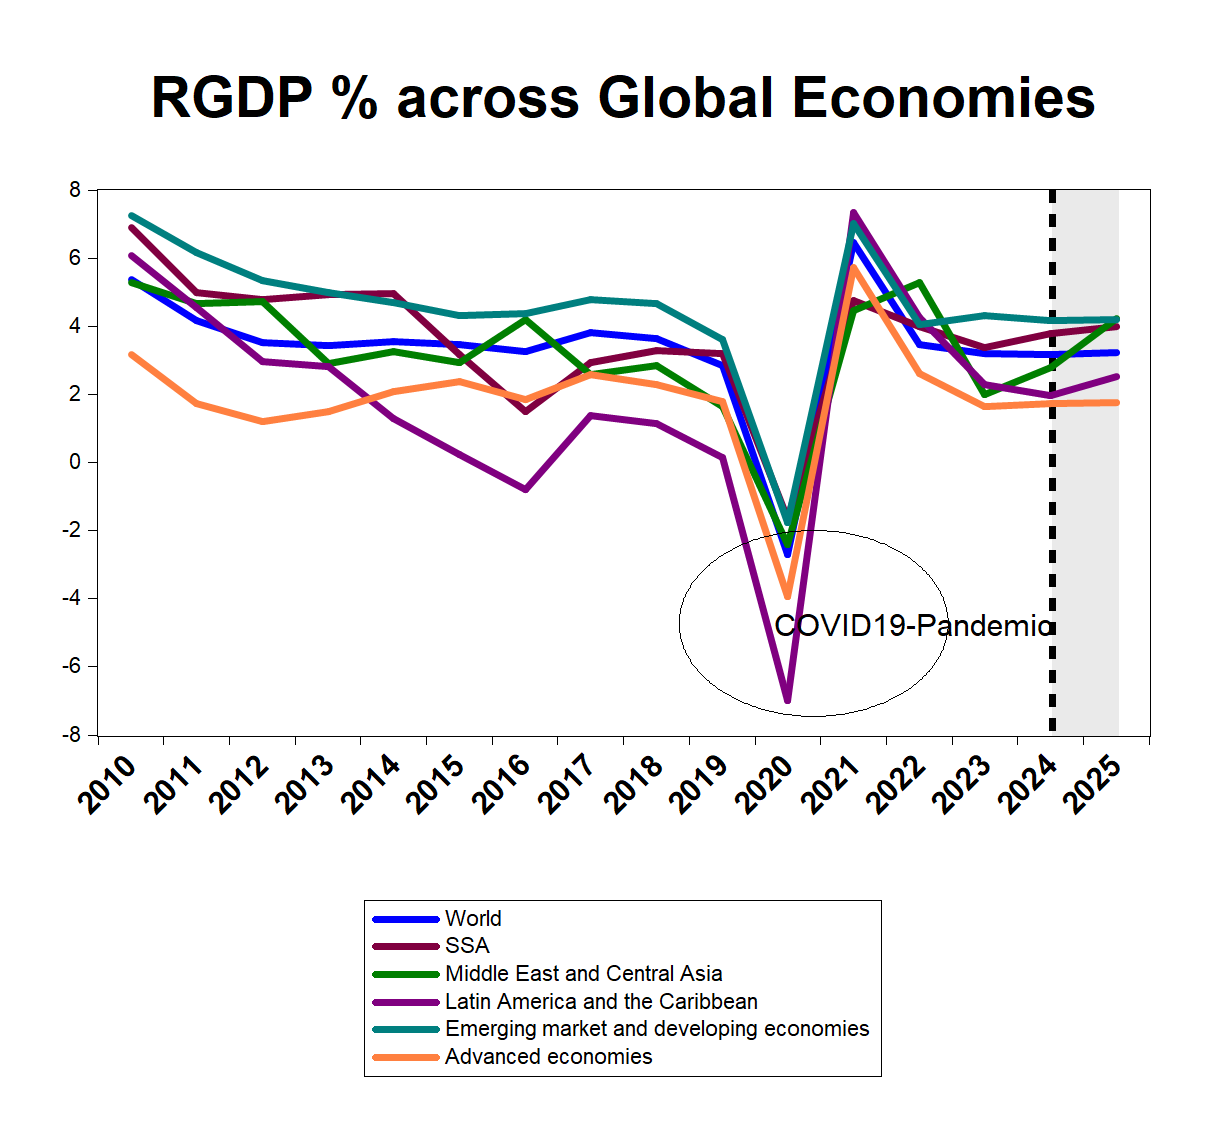 RGDP % across Global Economies
8
6
4
2
0
-2
-4
-6
-8
COVID19-Pandemic
2010 2011 2012 2013 2014 2015 2016 2017 2018 2019 2020 2021 2022 2023 2024 2025
World
SSA
Middle East and Central Asia
Latin America and the Caribbean
Emerging market and developing economies
Advanced economies